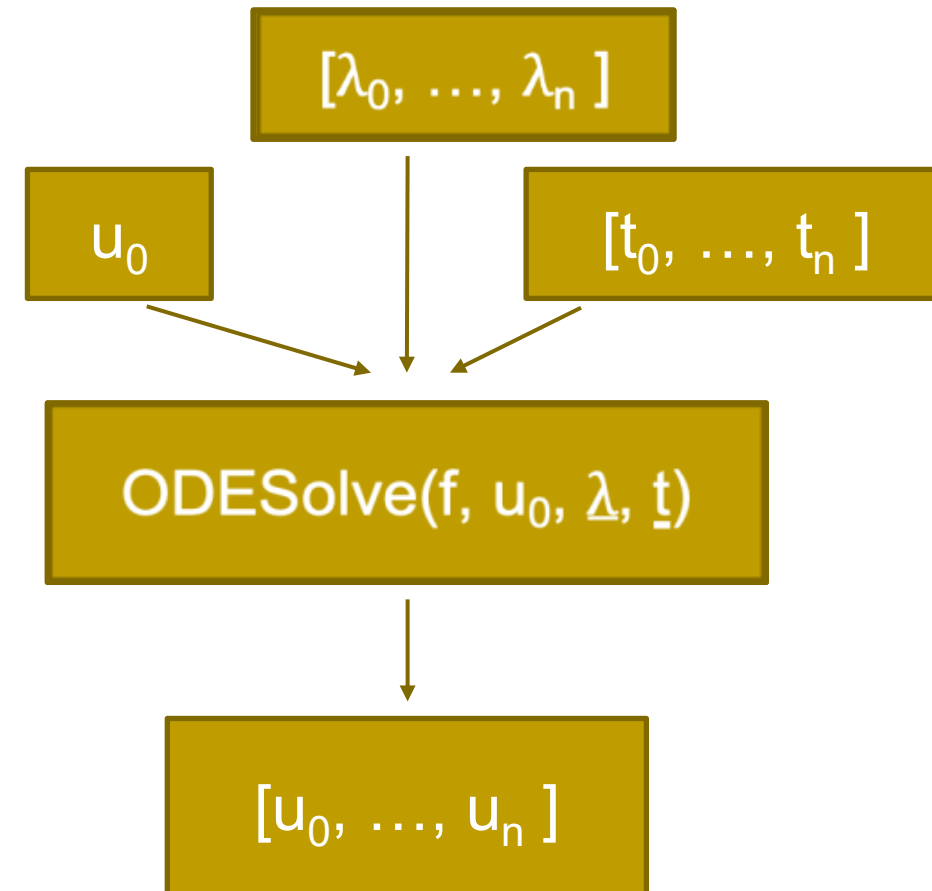 [λ₀, …, λₙ ]
u₀
[t₀, …, tₙ ]
ODESolve(f, u₀, λ, t)
[u₀, …, uₙ ]